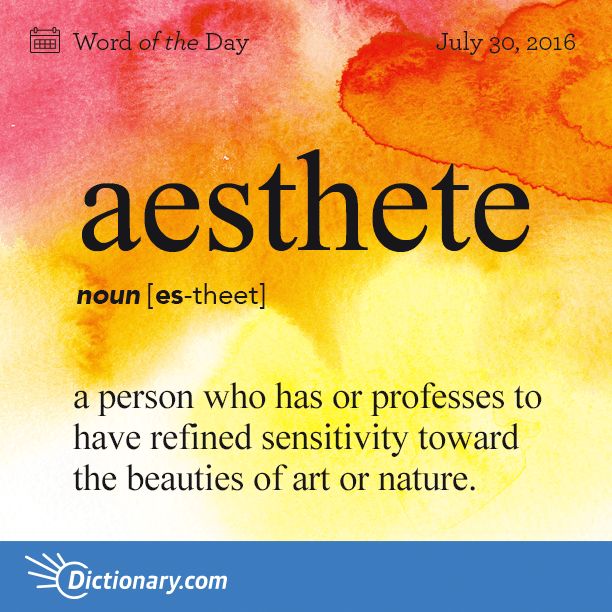 Word of the Day
July 30, 2016
aesthete
noun [es-theet]
a person who has or professes to
have refined sensitivity toward
the beauties of art or nature.
Dictionary.com